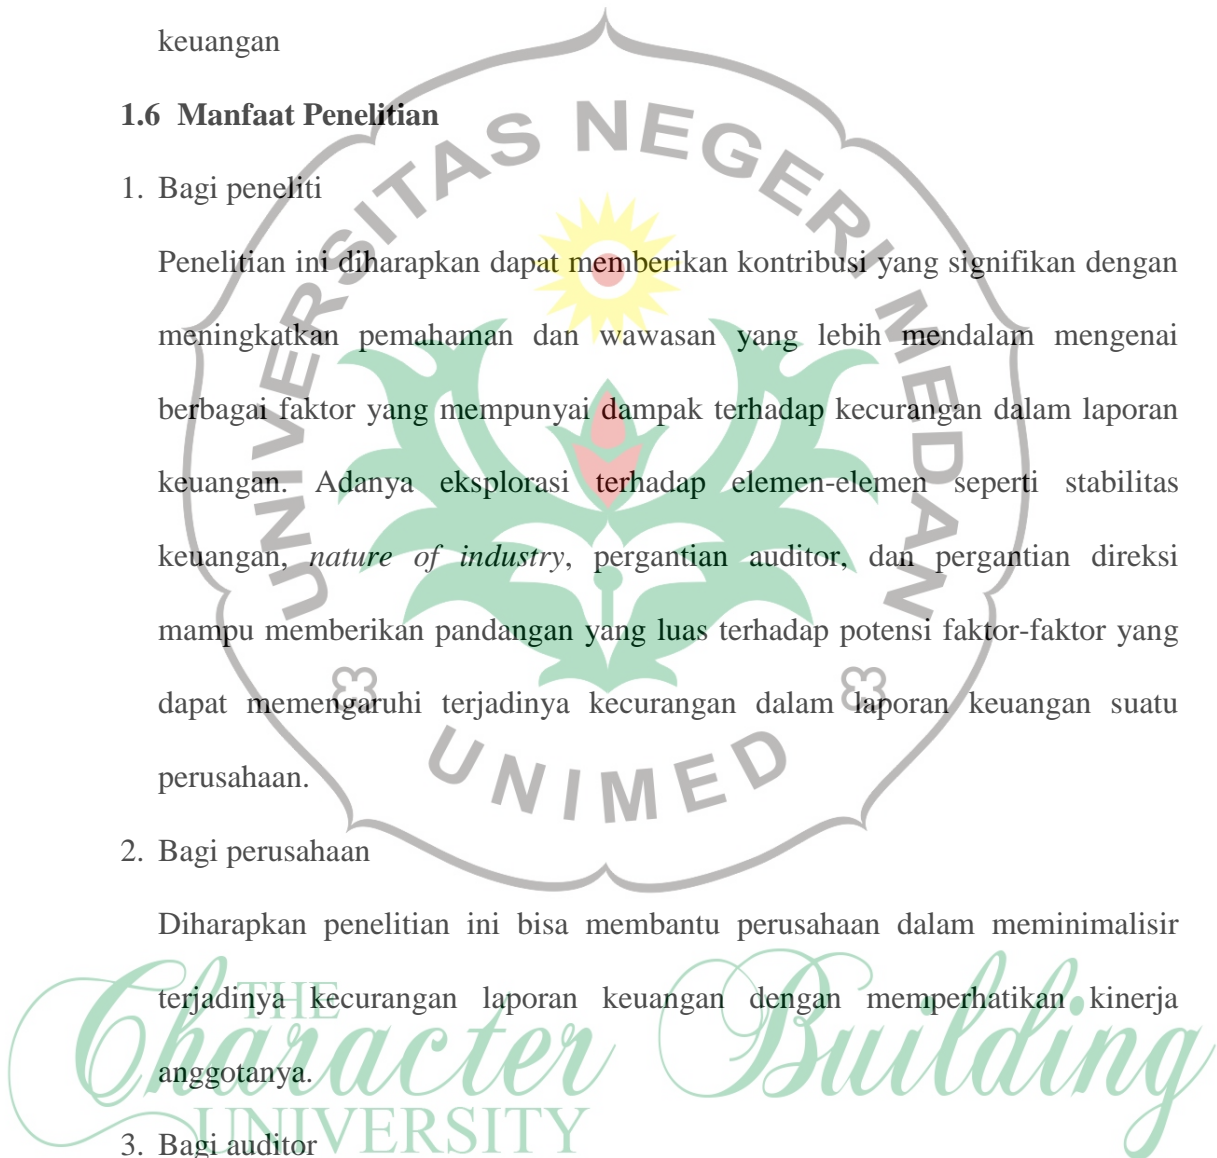 keuangan
1.6 Manfaat Penelitian
1. Bagi peneliti
Penelitian ini diharapkan dapat memberikan kontribusi yang signifikan dengan
meningkatkan pemahaman dan wawasan yang lebih mendalam mengenai
berbagai faktor yang mempunyai dampak terhadap kecurangan dalam laporan
keuangan. Adanya eksplorasi terhadap elemen-elemen seperti stabilitas
keuangan, nature of industry, pergantian auditor, dan pergantian direksi
mampu memberikan pandangan yang luas terhadap potensi faktor-faktor yang
dapat memengaruhi terjadinya kecurangan dalam laporan keuangan suatu
perusahaan.
2. Bagi perusahaan
Diharapkan penelitian ini bisa membantu perusahaan dalam meminimalisir
terjadinya kecurangan laporan keuangan dengan memperhatikan kinerja
anggotanya.
3. Bagi auditor
UNIVERSITAS NEGERI MEDAN
UNIMED
THE
Character Building
UNIVERSITY